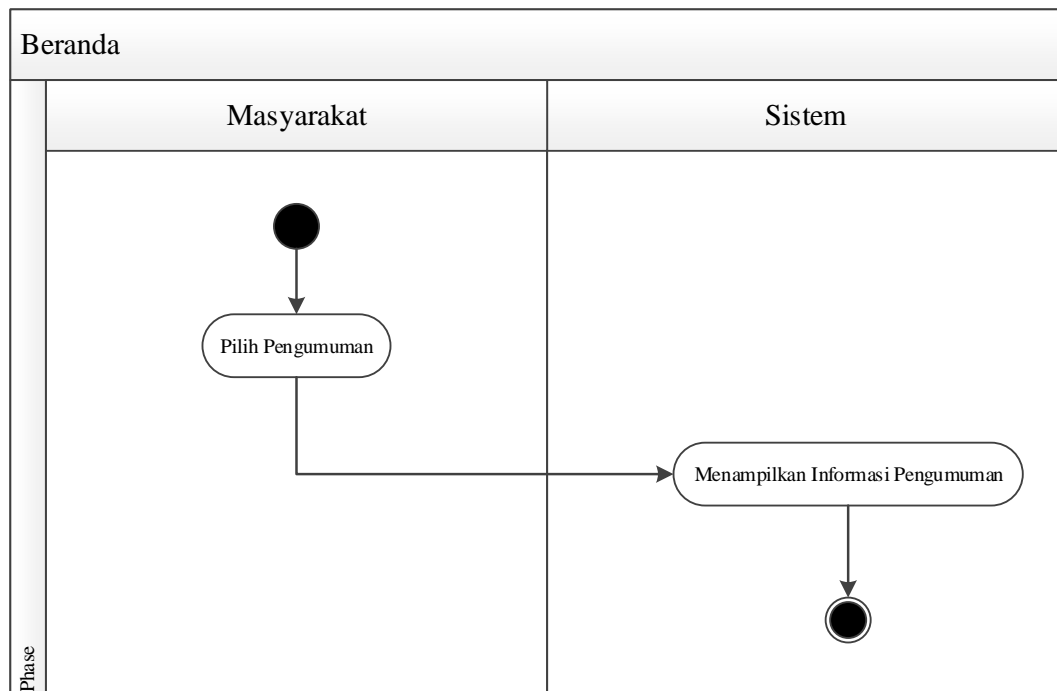 Beranda
Masyarakat
Sistem
Pilih Pengumuman
Menampilkan Informasi Pengumuman
Phase